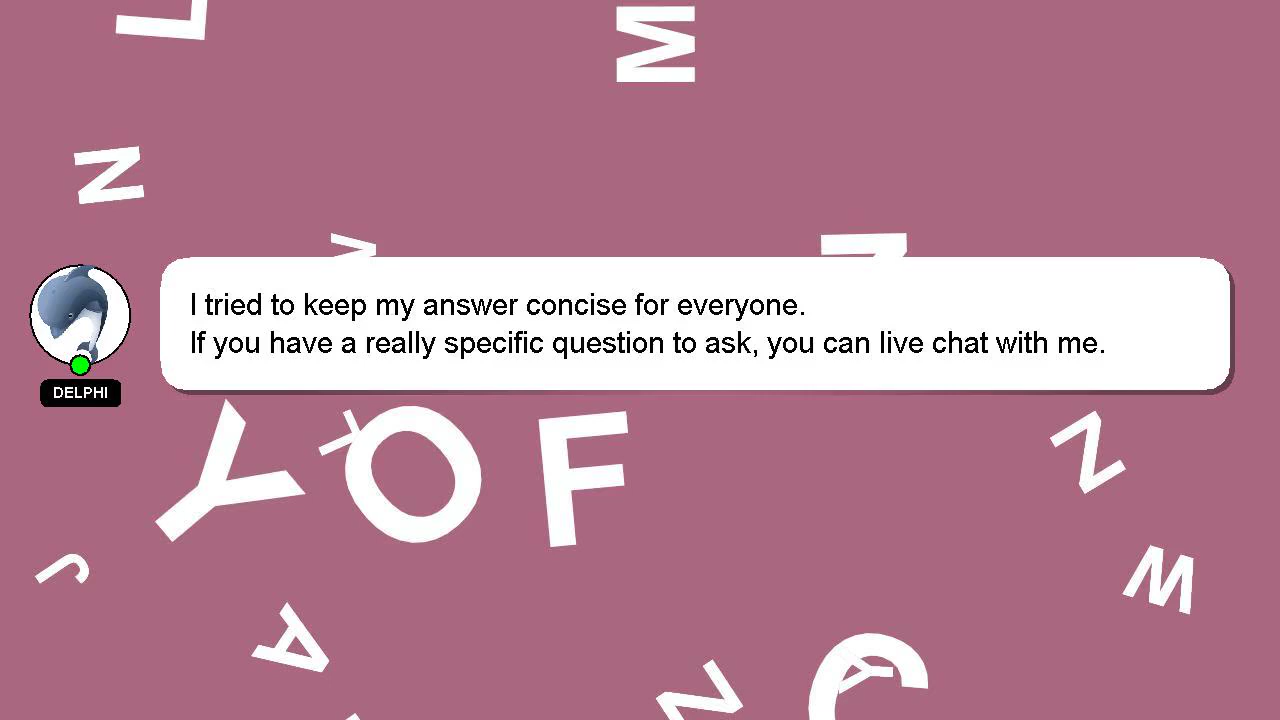 L
M
N
V
I tried to keep my answer concise for everyone.
If you have a really specific question to ask, you can live chat with me.
DELPHI
Y
O
F
Z
J
W
A
N
C
A